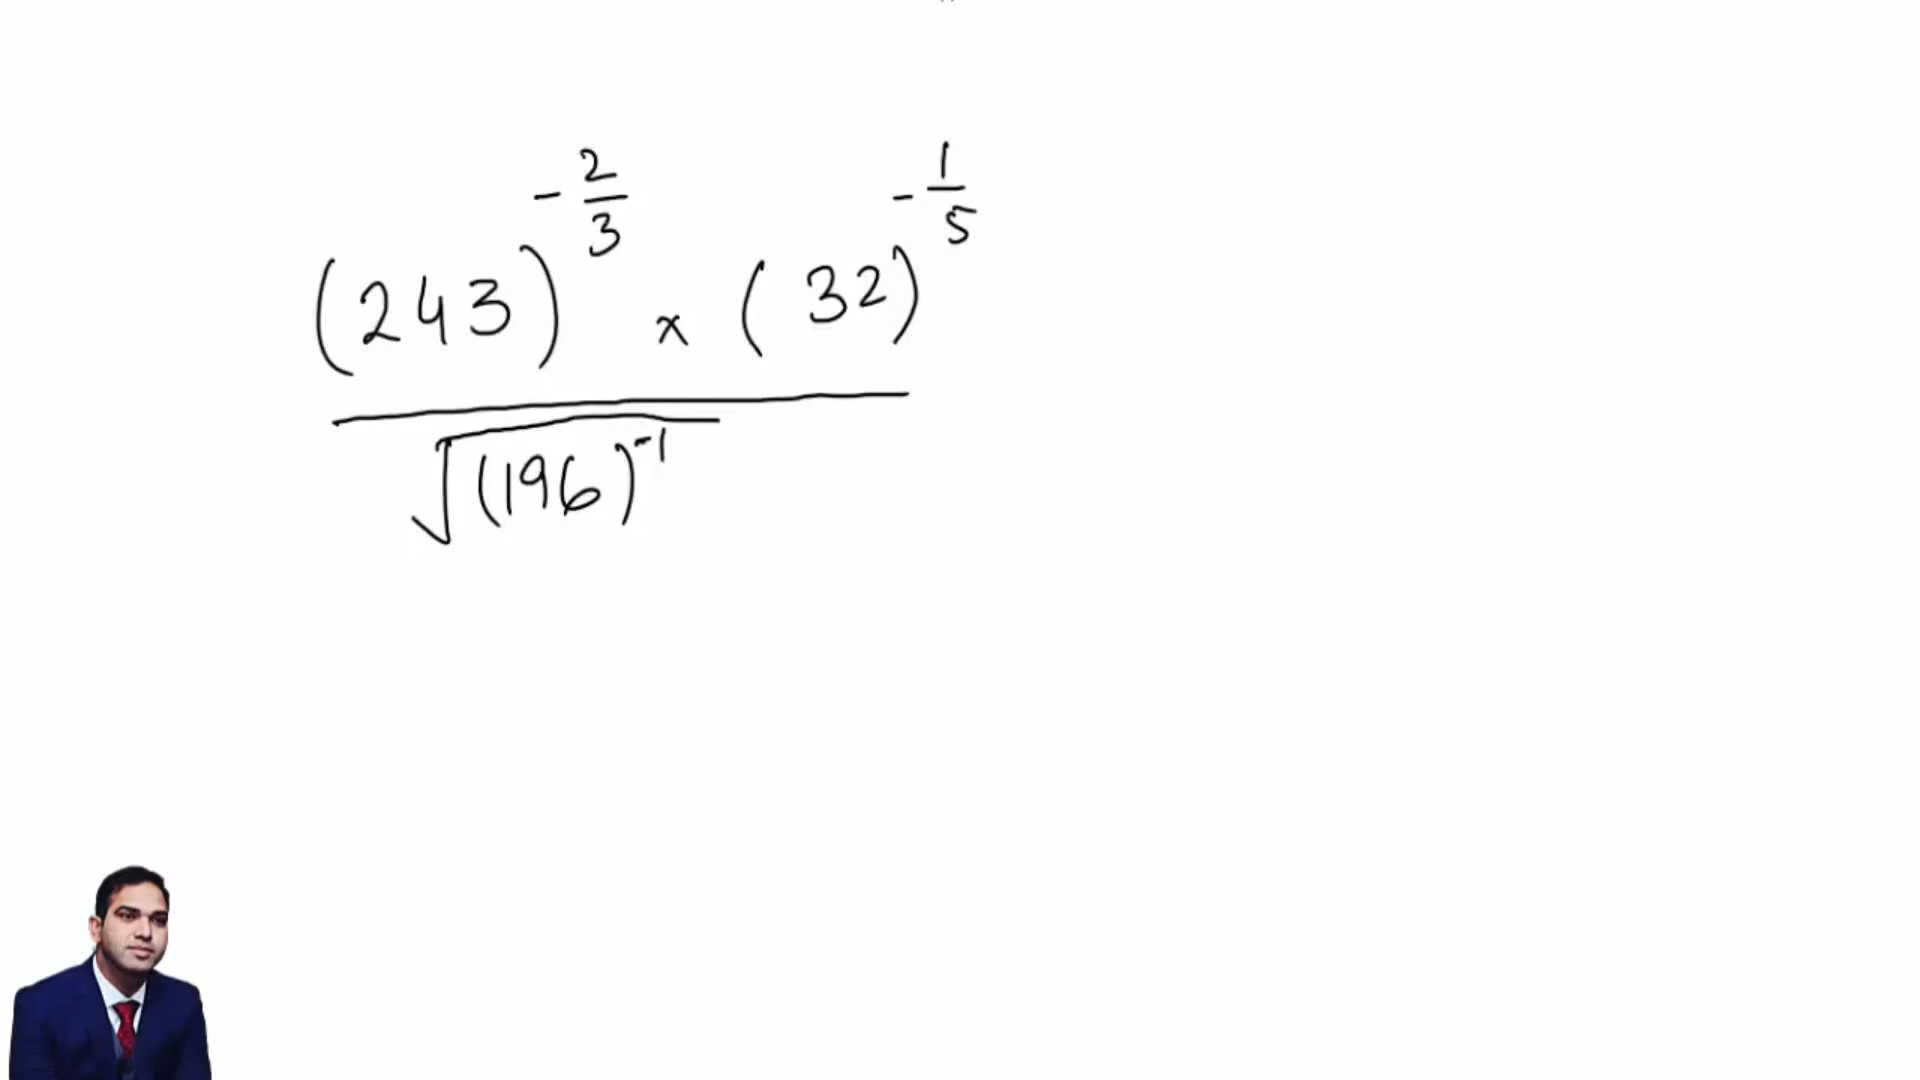 (243)^(-2/3) × (32)^(-1/5)
√(196)^-1